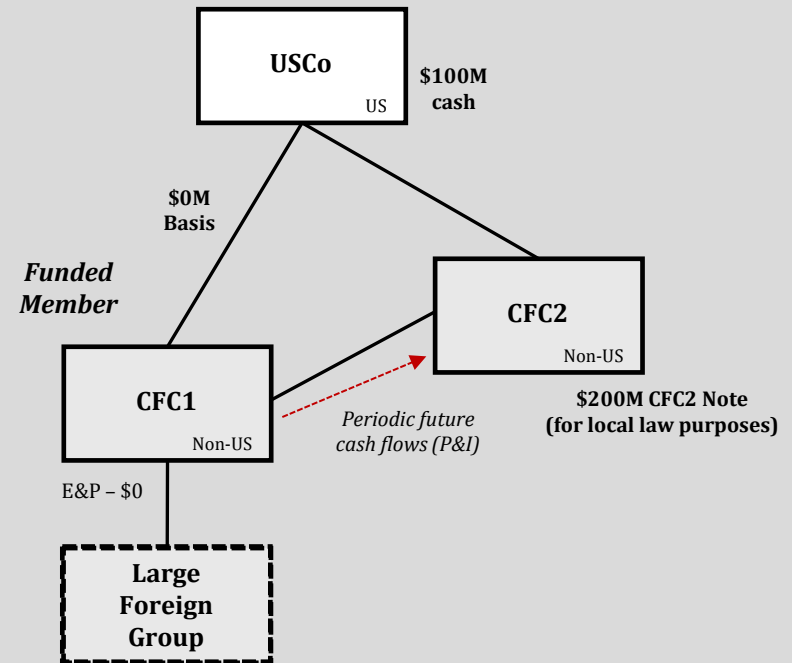 USCo
US
$100M
cash
$0M
Basis
Funded
Member
CFC2
Non-US
CFC1
Non-US
Periodic future
cash flows (P&I)
$200M CFC2 Note
(for local law purposes)
E&P – $0
Large
Foreign
Group